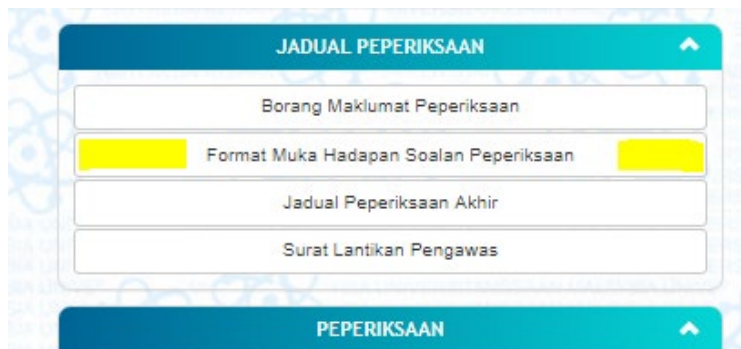 JADUAL PEPERIKSAAN
Borang Maklumat Peperiksaan
Format Muka Hadapan Soalan Peperiksaan
Jadual Peperiksaan Akhir
Surat Lantikan Pengawas
PEPERIKSAAN